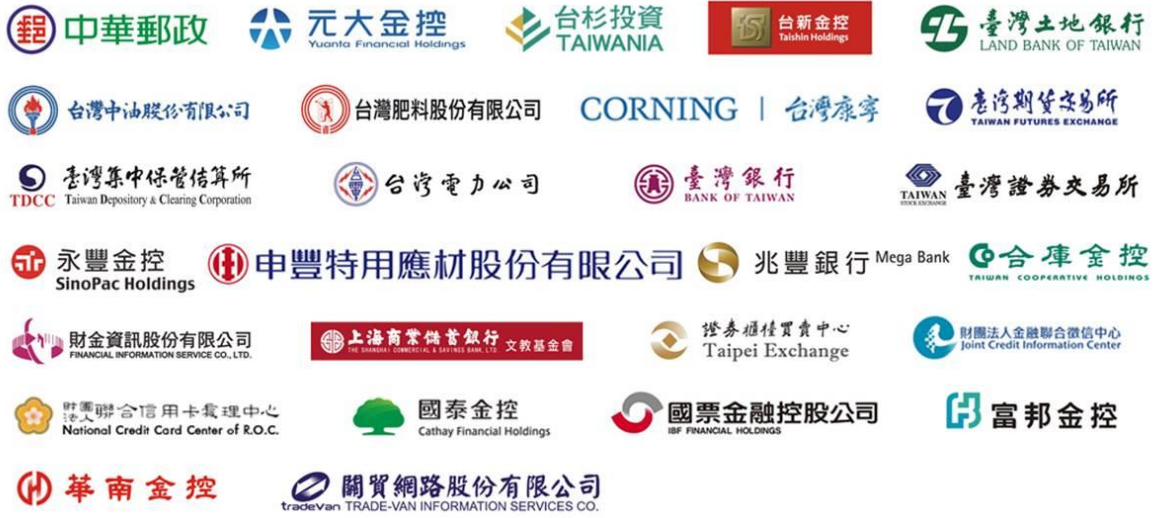 郵 中華郵政
元大金控
Yuanta Financial Holdings
台杉投資
TAIWANIA
台新金控
Taishin Holdings
臺灣土地銀行
LAND BANK OF TAIWAN
台灣中油股份有限公司
台灣肥料股份有限公司
CORNING | 台灣康寧
臺灣期貨交易所
TAIWAN FUTURES EXCHANGE
TDCC
臺灣集中保管結算所
Taiwan Depository & Clearing Corporation
台灣電力公司
臺灣銀行
BANK OF TAIWAN
TAIWAN
STOCK EXCHANGE
臺灣證券交易所
永豐金控
SinoPac Holdings
申豐特用應材股份有限公司
兆豐銀行 Mega Bank
合庫金控
TAIWAN COOPERATIVE HOLDINGS
財金資訊股份有限公司
FINANCIAL INFORMATION SERVICE CO., LTD.
上海商業儲蓄銀行 文教基金會
THE SHANGHAI COMMERCIAL & SAVINGS BANK, LTD.
證券櫃檯買賣中心
Taipei Exchange
財團法人金融聯合徵信中心
Joint Credit Information Center
財團法人聯合信用卡處理中心
National Credit Card Center of R.O.C.
國泰金控
Cathay Financial Holdings
國票金融控股公司
IBF FINANCIAL HOLDINGS
富邦金控
華南金控
tradeVan
關貿網路股份有限公司
TRADE-VAN INFORMATION SERVICES CO.